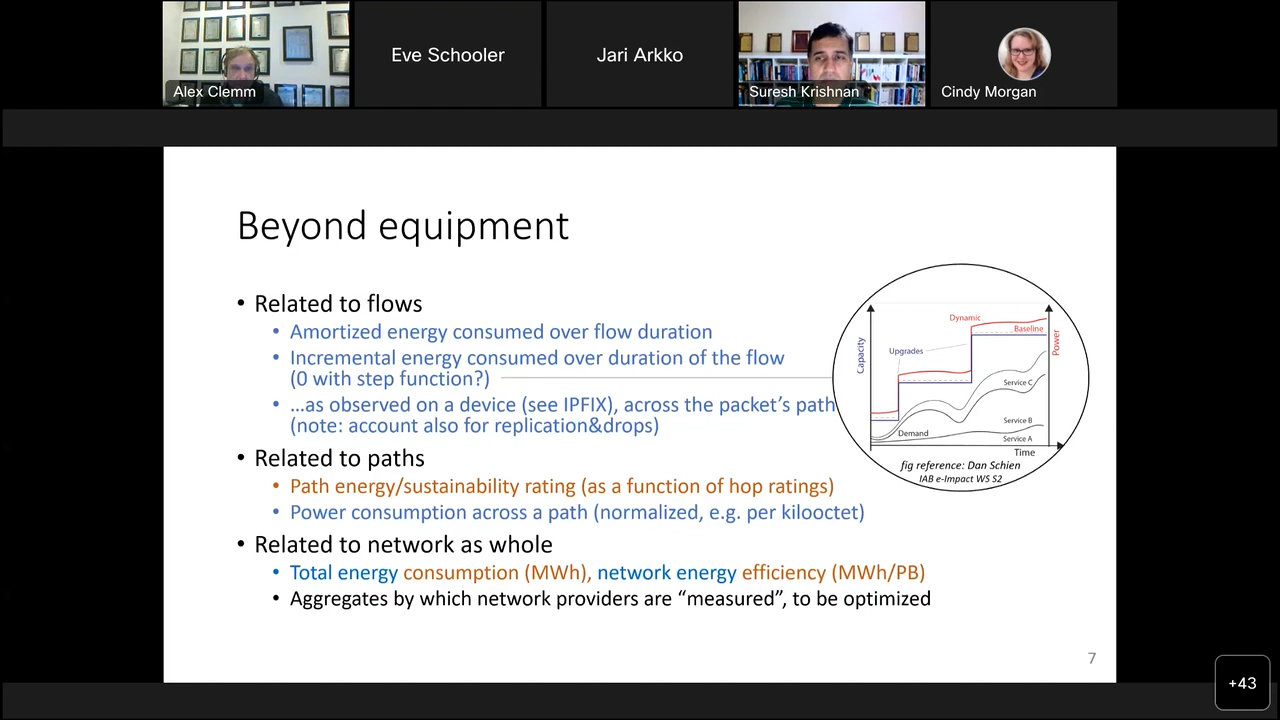 Alex Clemm
Eve Schooler
Jari Arkko
Suresh Krishnan
Cindy Morgan
Beyond equipment
• Related to flows
• Amortized energy consumed over flow duration
• Incremental energy consumed over duration of the flow
(0 with step function?)
• …as observed on a device (see IPFIX), across the packet’s path
(note: account also for replication&drops)
• Related to paths
• Path energy/sustainability rating (as a function of hop ratings)
• Power consumption across a path (normalized, e.g. per kilooctet)
• Related to network as whole
• Total energy consumption (MWh), network energy efficiency (MWh/PB)
• Aggregates by which network providers are “measured”, to be optimized
Dynamic
Baseline
Upgrades
Capacity
Power
Service C
Service B
Demand
Service A
Time
fig reference: Dan Schien
IAB e-Impact WS S2
7
+43